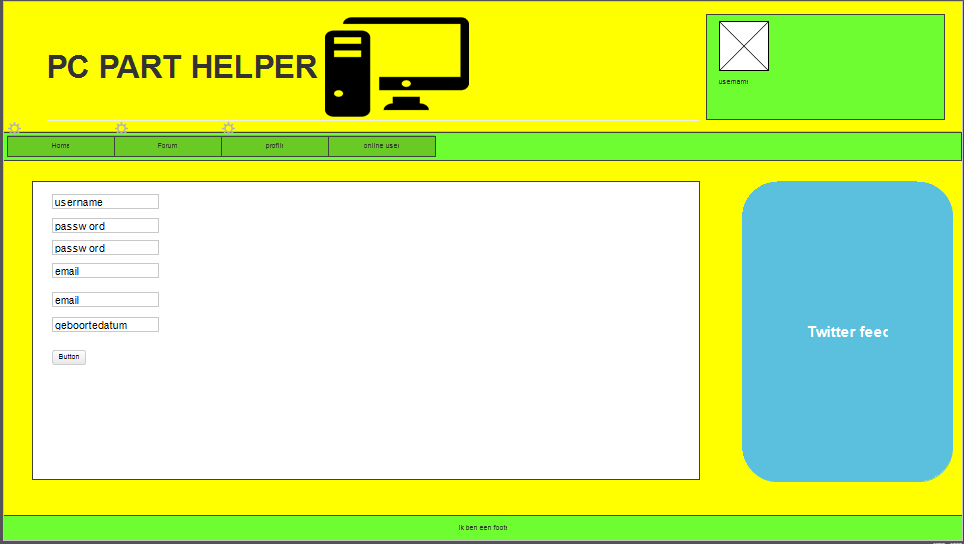 PC PART HELPER
username
Home
Forum
profile
online user
username
passw ord
passw ord
email
email
geboortedatum
Button
Twitter feed
Ik ben een foote